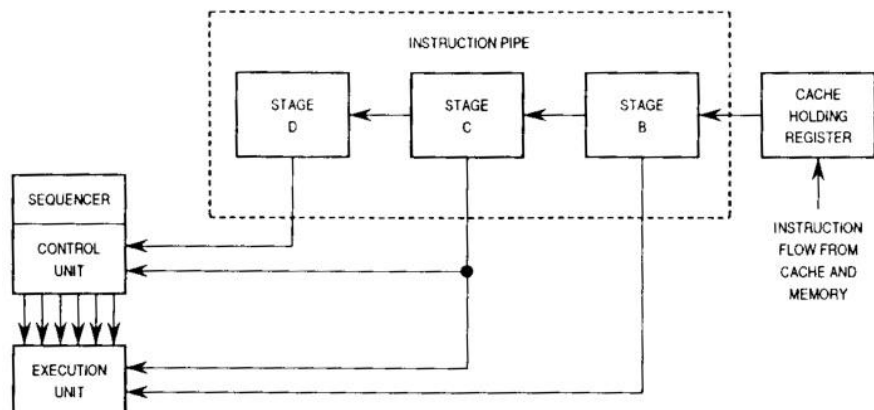 INSTRUCTION PIPE
STAGE
D
STAGE
C
STAGE
B
CACHE
HOLDING
REGISTER
SEQUENCER
CONTROL
UNIT
INSTRUCTION
FLOW FROM
CACHE AND
MEMORY
EXECUTION
UNIT